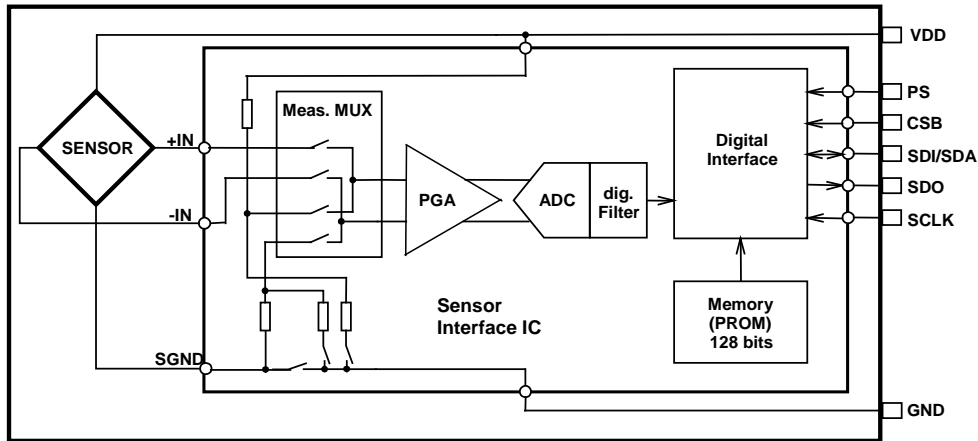 VDD
PS
Meas. MUX
CSB
+IN
SENSOR
Digital
Interface
SDI/SDA
PGA
ADC
dig.
Filter
SDO
-IN
SCLK
Sensor
Interface IC
Memory
(PROM)
128 bits
SGND
GND